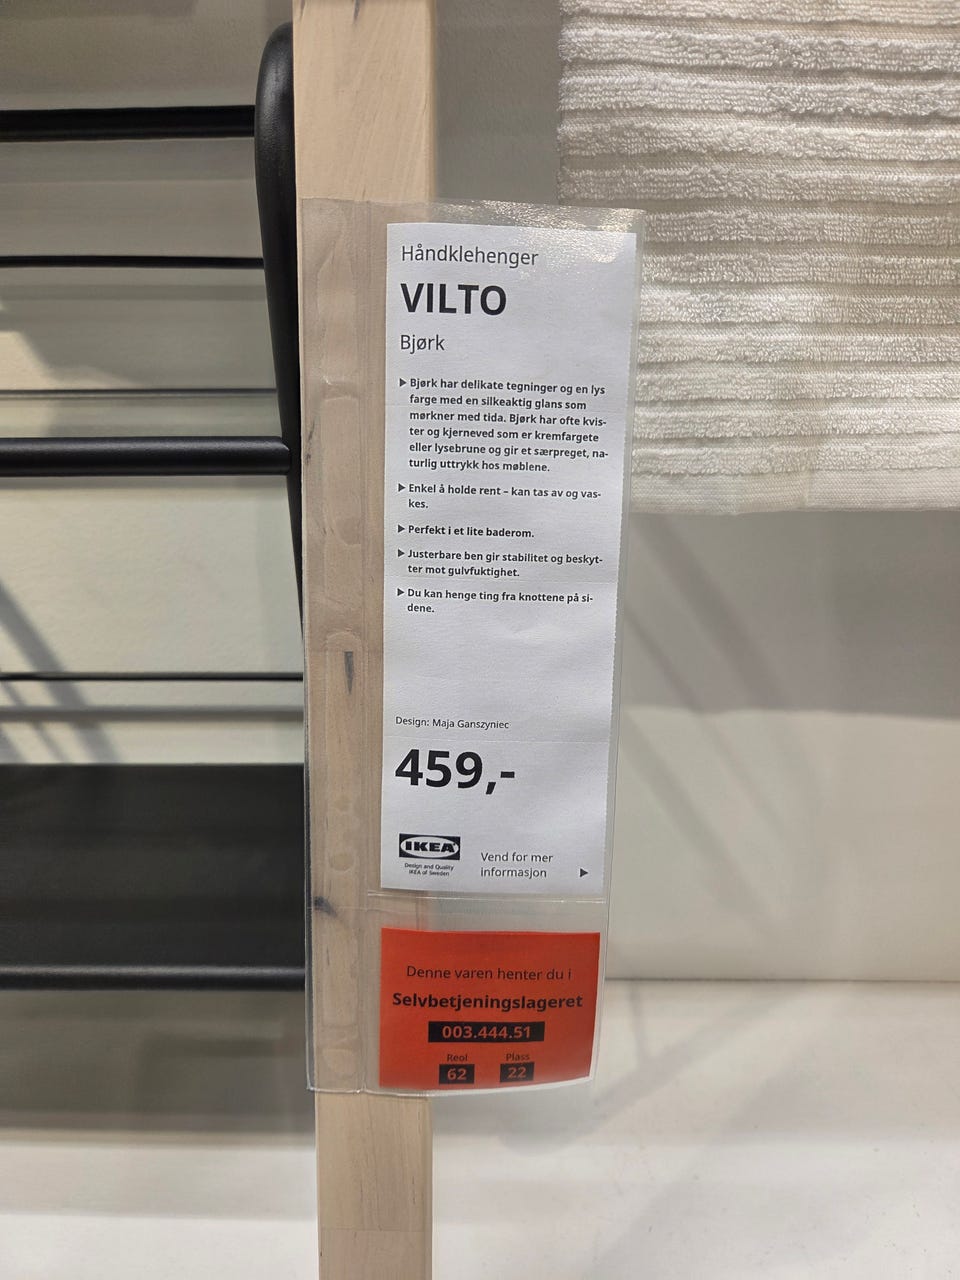 Håndklehenger
VILTO
Bjørk
▶ Bjørk har delikate tegninger og en lys
farge med en silkeaktig glans som
mørkner med tida. Bjørk har ofte kvis-
ter og kjerneved som er kremfargete
eller lysebrune og gir et særpreget, na-
turlig uttrykk hos møblene.
▶ Enkel å holde rent – kan tas av og vas-
kes.
▶ Perfekt i et lite baderom.
▶ Justerbare ben gir stabilitet og beskyt-
ter mot gulvfuktighet.
▶ Du kan henge ting fra knottene på si-
dene.
Design: Maja Ganszyniec
459,-
IKEA
Design and Quality
IKEA of Sweden
Vend for mer
informasjon ▶
Denne varen henter du i
Selvbetjeningslageret
003.444.51
Reol Plass
62 22